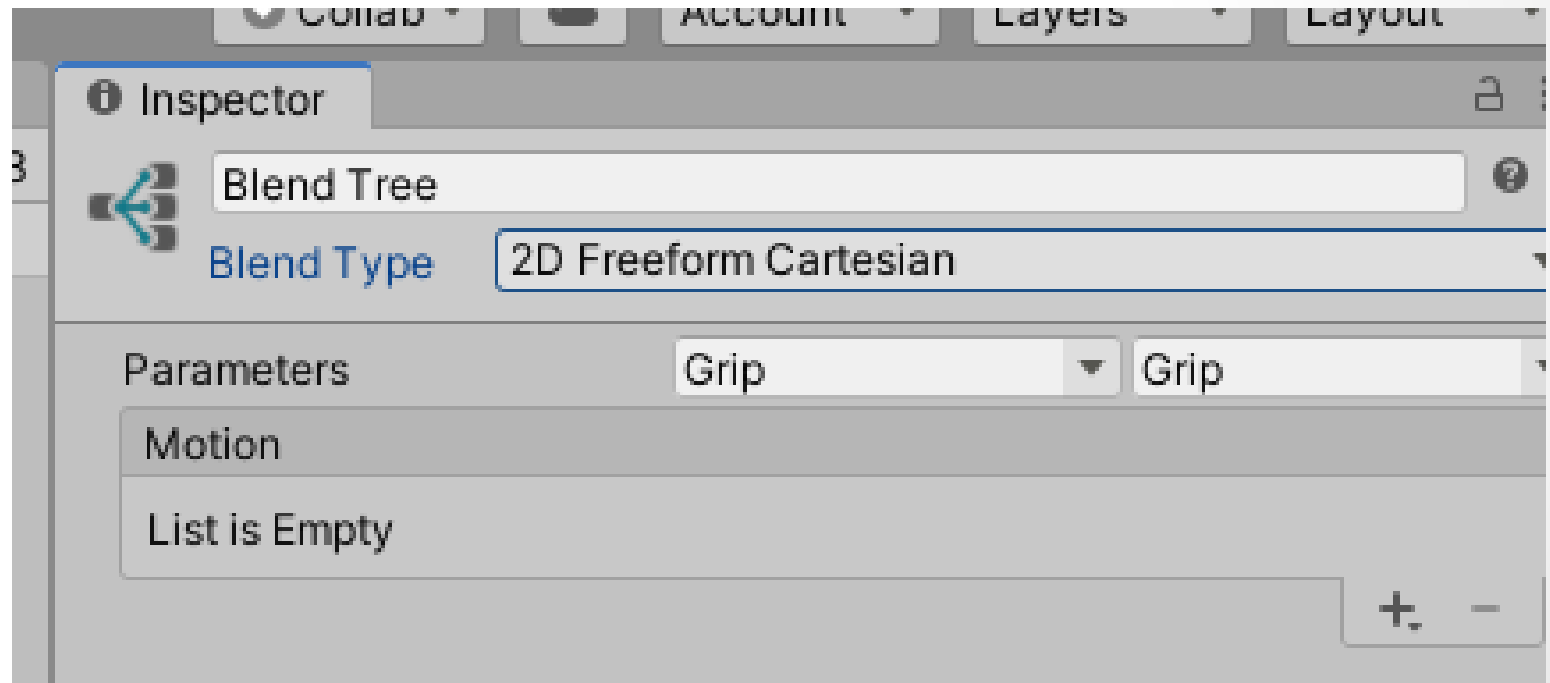 Collab Account Layers Layout
Inspector
Blend Tree
Blend Type 2D Freeform Cartesian
Parameters Grip Grip
Motion
List is Empty